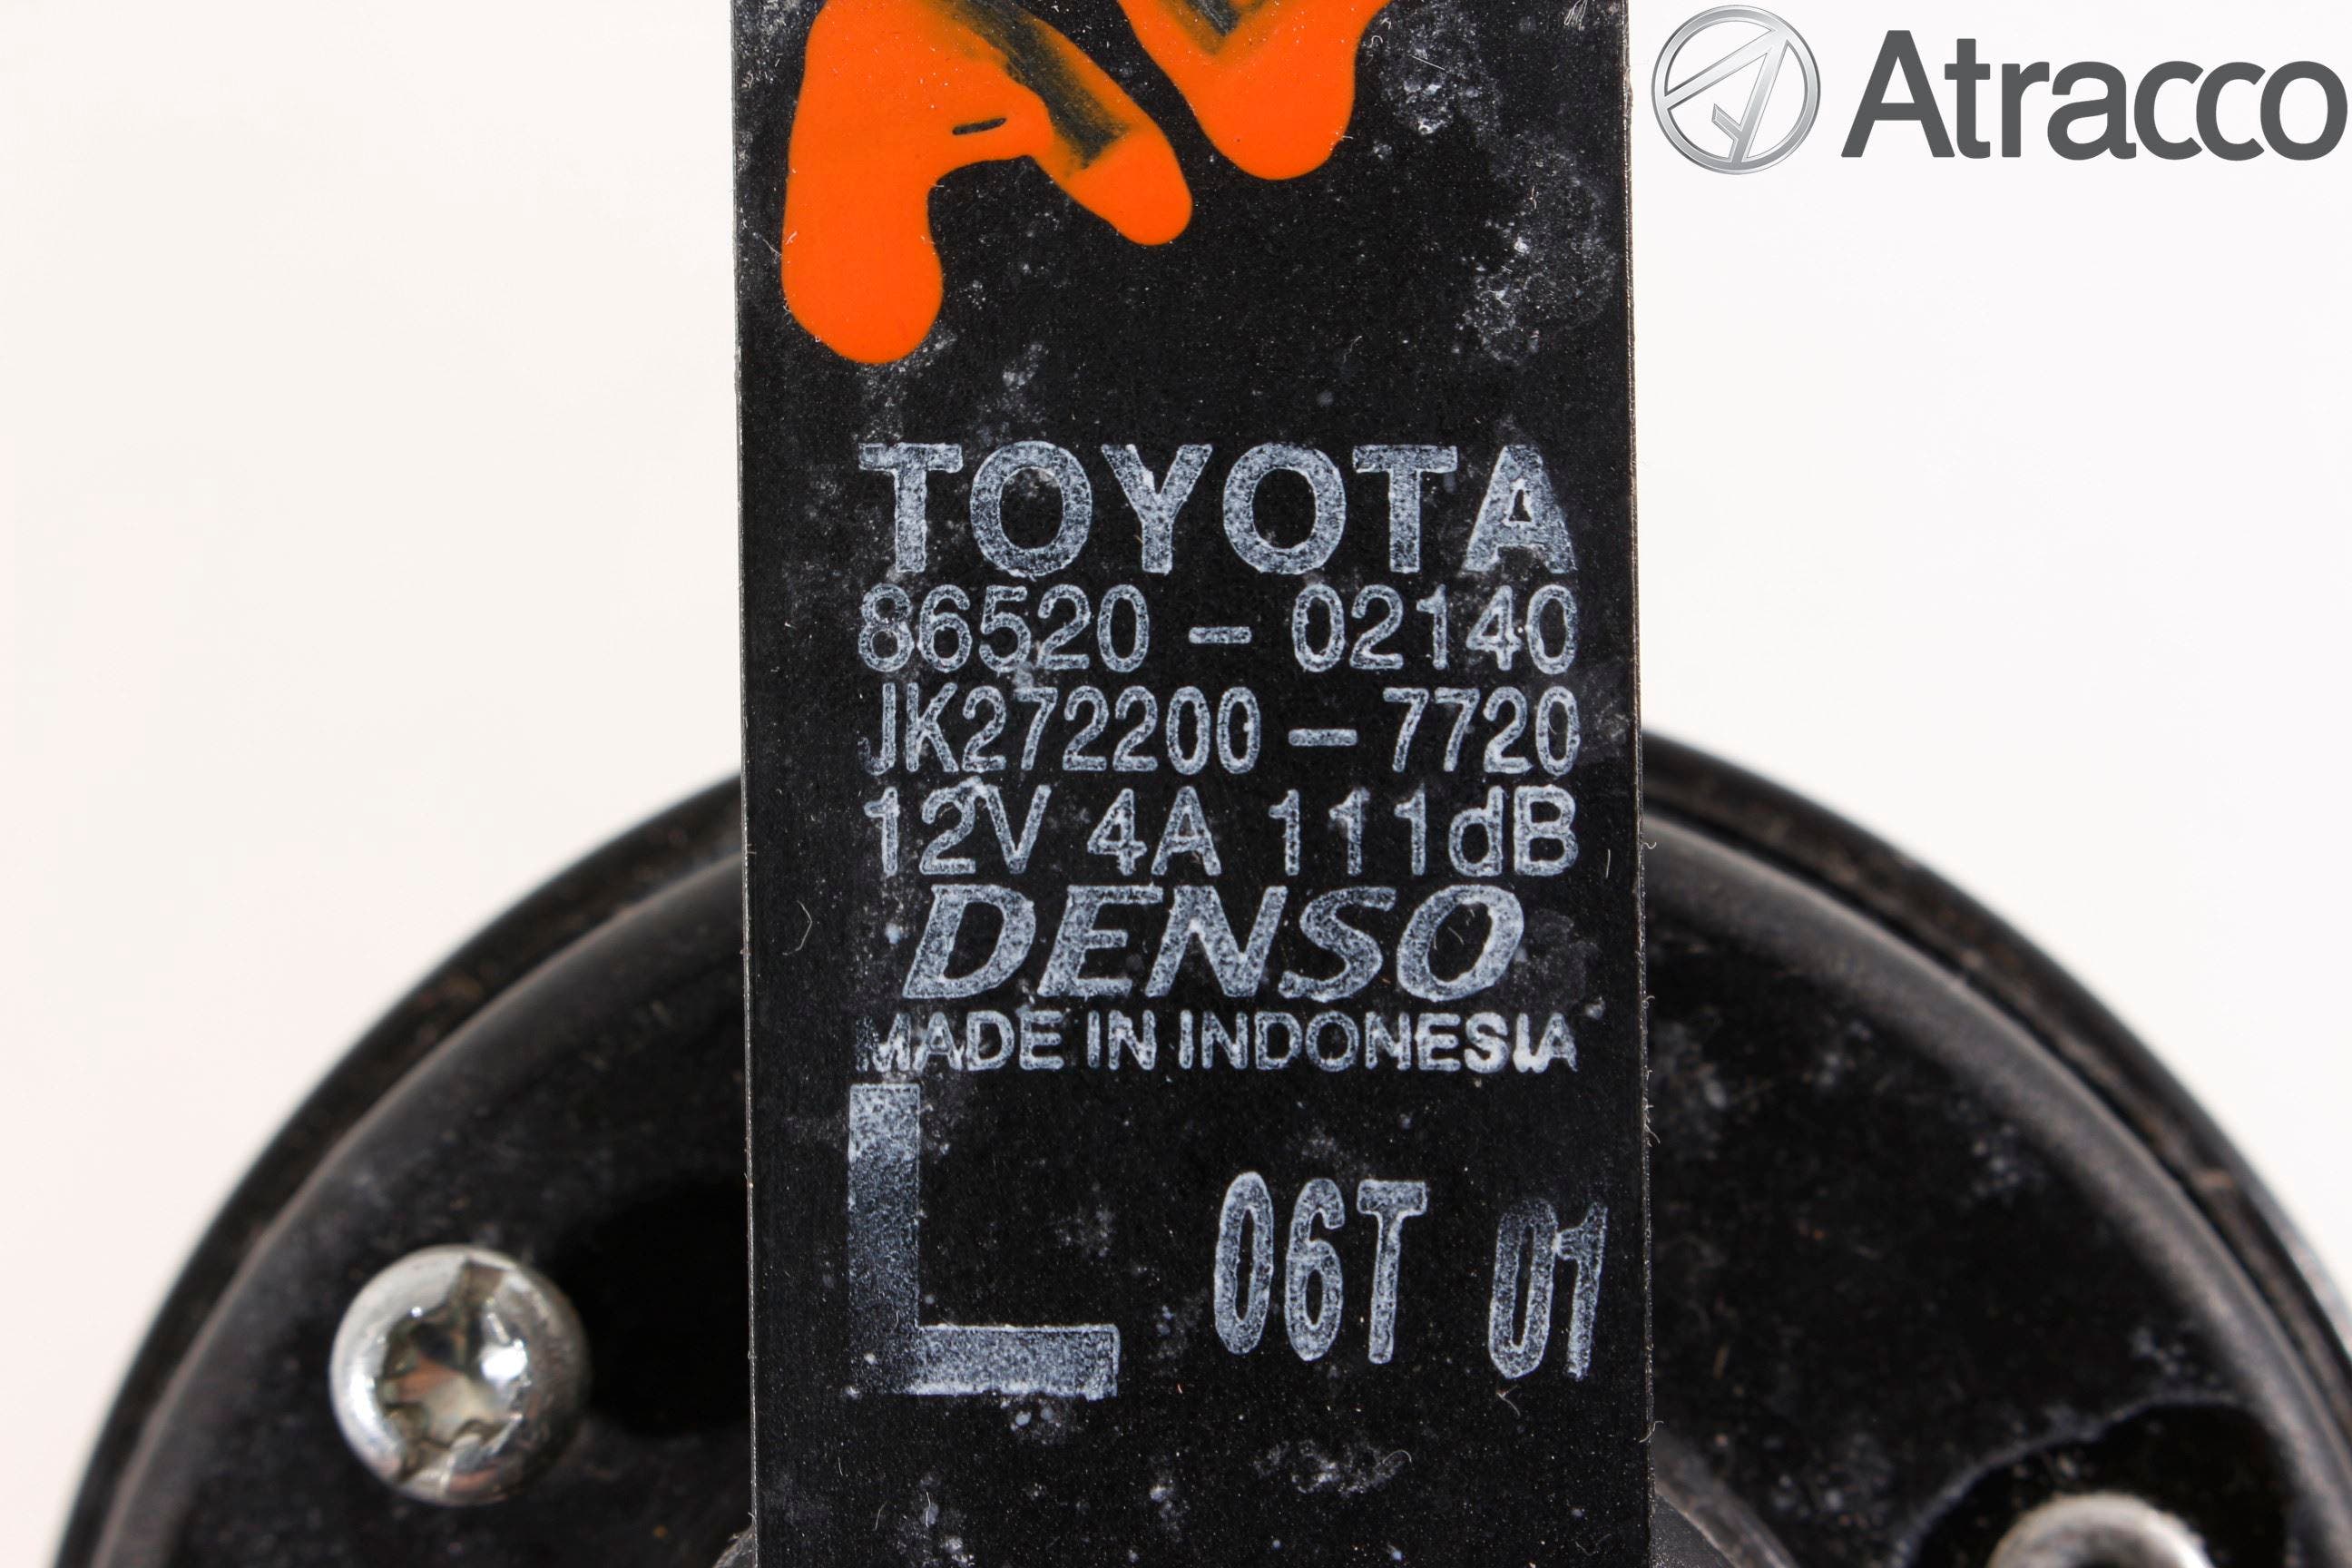 Atracco
TOYOTA
86520 - 02140
JK272200 - 7720
12V 4A 111dB
DENSO
MADE IN INDONESIA
L 06T 01